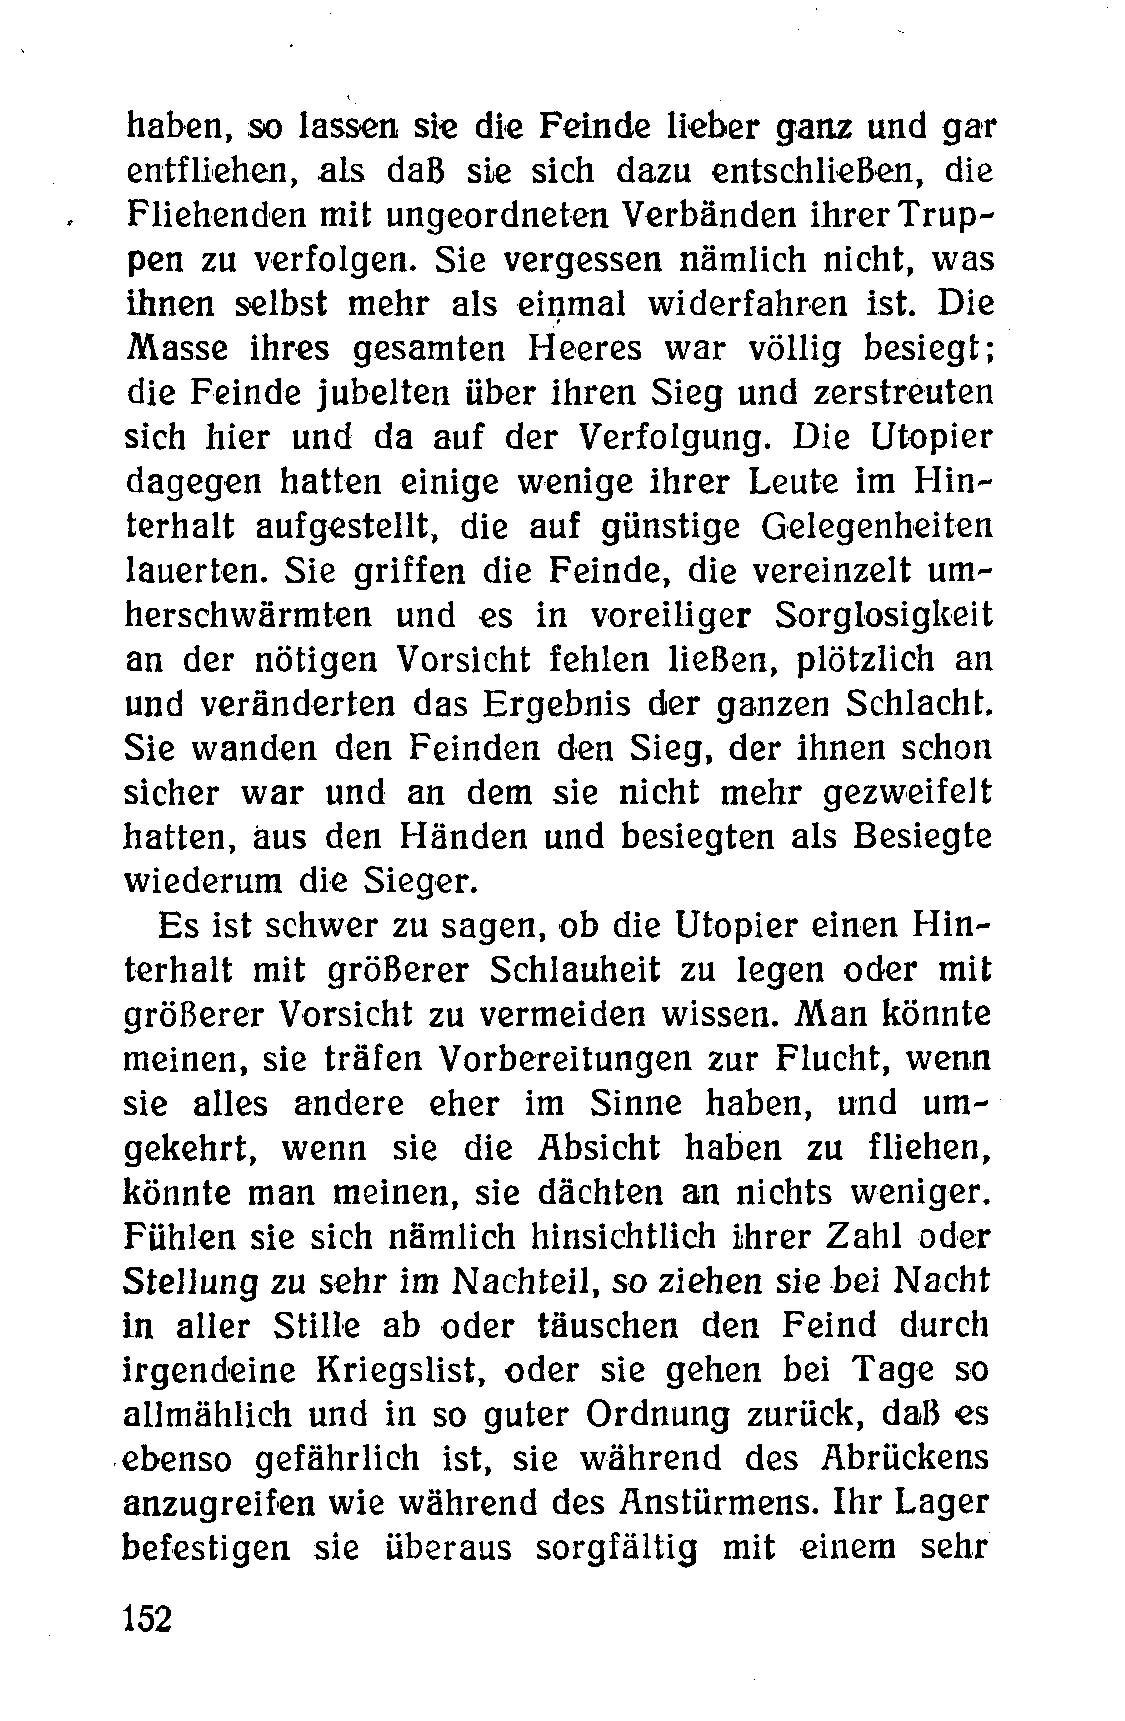 haben, so lassen sie die Feinde lieber ganz und gar
entfliehen, als daß sie sich dazu entschließen, die
Fliehenden mit ungeordneten Verbänden ihrer Trup-
pen zu verfolgen. Sie vergessen nämlich nicht, was
ihnen selbst mehr als einmal widerfahren ist. Die
Masse ihres gesamten Heeres war völlig besiegt;
die Feinde jubelten über ihren Sieg und zerstreuten
sich hier und da auf der Verfolgung. Die Utopier
dagegen hatten einige wenige ihrer Leute im Hin-
terhalt aufgestellt, die auf günstige Gelegenheiten
lauerten. Sie griffen die Feinde, die vereinzelt um-
herschwärmten und es in voreiliger Sorglosigkeit
an der nötigen Vorsicht fehlen ließen, plötzlich an
und veränderten das Ergebnis der ganzen Schlacht.
Sie wanden den Feinden den Sieg, der ihnen schon
sicher war und an dem sie nicht mehr gezweifelt
hatten, aus den Händen und besiegten als Besiegte
wiederum die Sieger.
Es ist schwer zu sagen, ob die Utopier einen Hin-
terhalt mit größerer Schlauheit zu legen oder mit
größerer Vorsicht zu vermeiden wissen. Man könnte
meinen, sie träfen Vorbereitungen zur Flucht, wenn
sie alles andere eher im Sinne haben, und um-
gekehrt, wenn sie die Absicht haben zu fliehen,
könnte man meinen, sie dächten an nichts weniger.
Fühlen sie sich nämlich hinsichtlich ihrer Zahl oder
Stellung zu sehr im Nachteil, so ziehen sie bei Nacht
in aller Stille ab oder täuschen den Feind durch
irgendeine Kriegslist, oder sie gehen bei Tage so
allmählich und in so guter Ordnung zurück, daß es
ebenso gefährlich ist, sie während des Abrückens
anzugreifen wie während des Anstürmens. Ihr Lager
befestigen sie überaus sorgfältig mit einem sehr
152